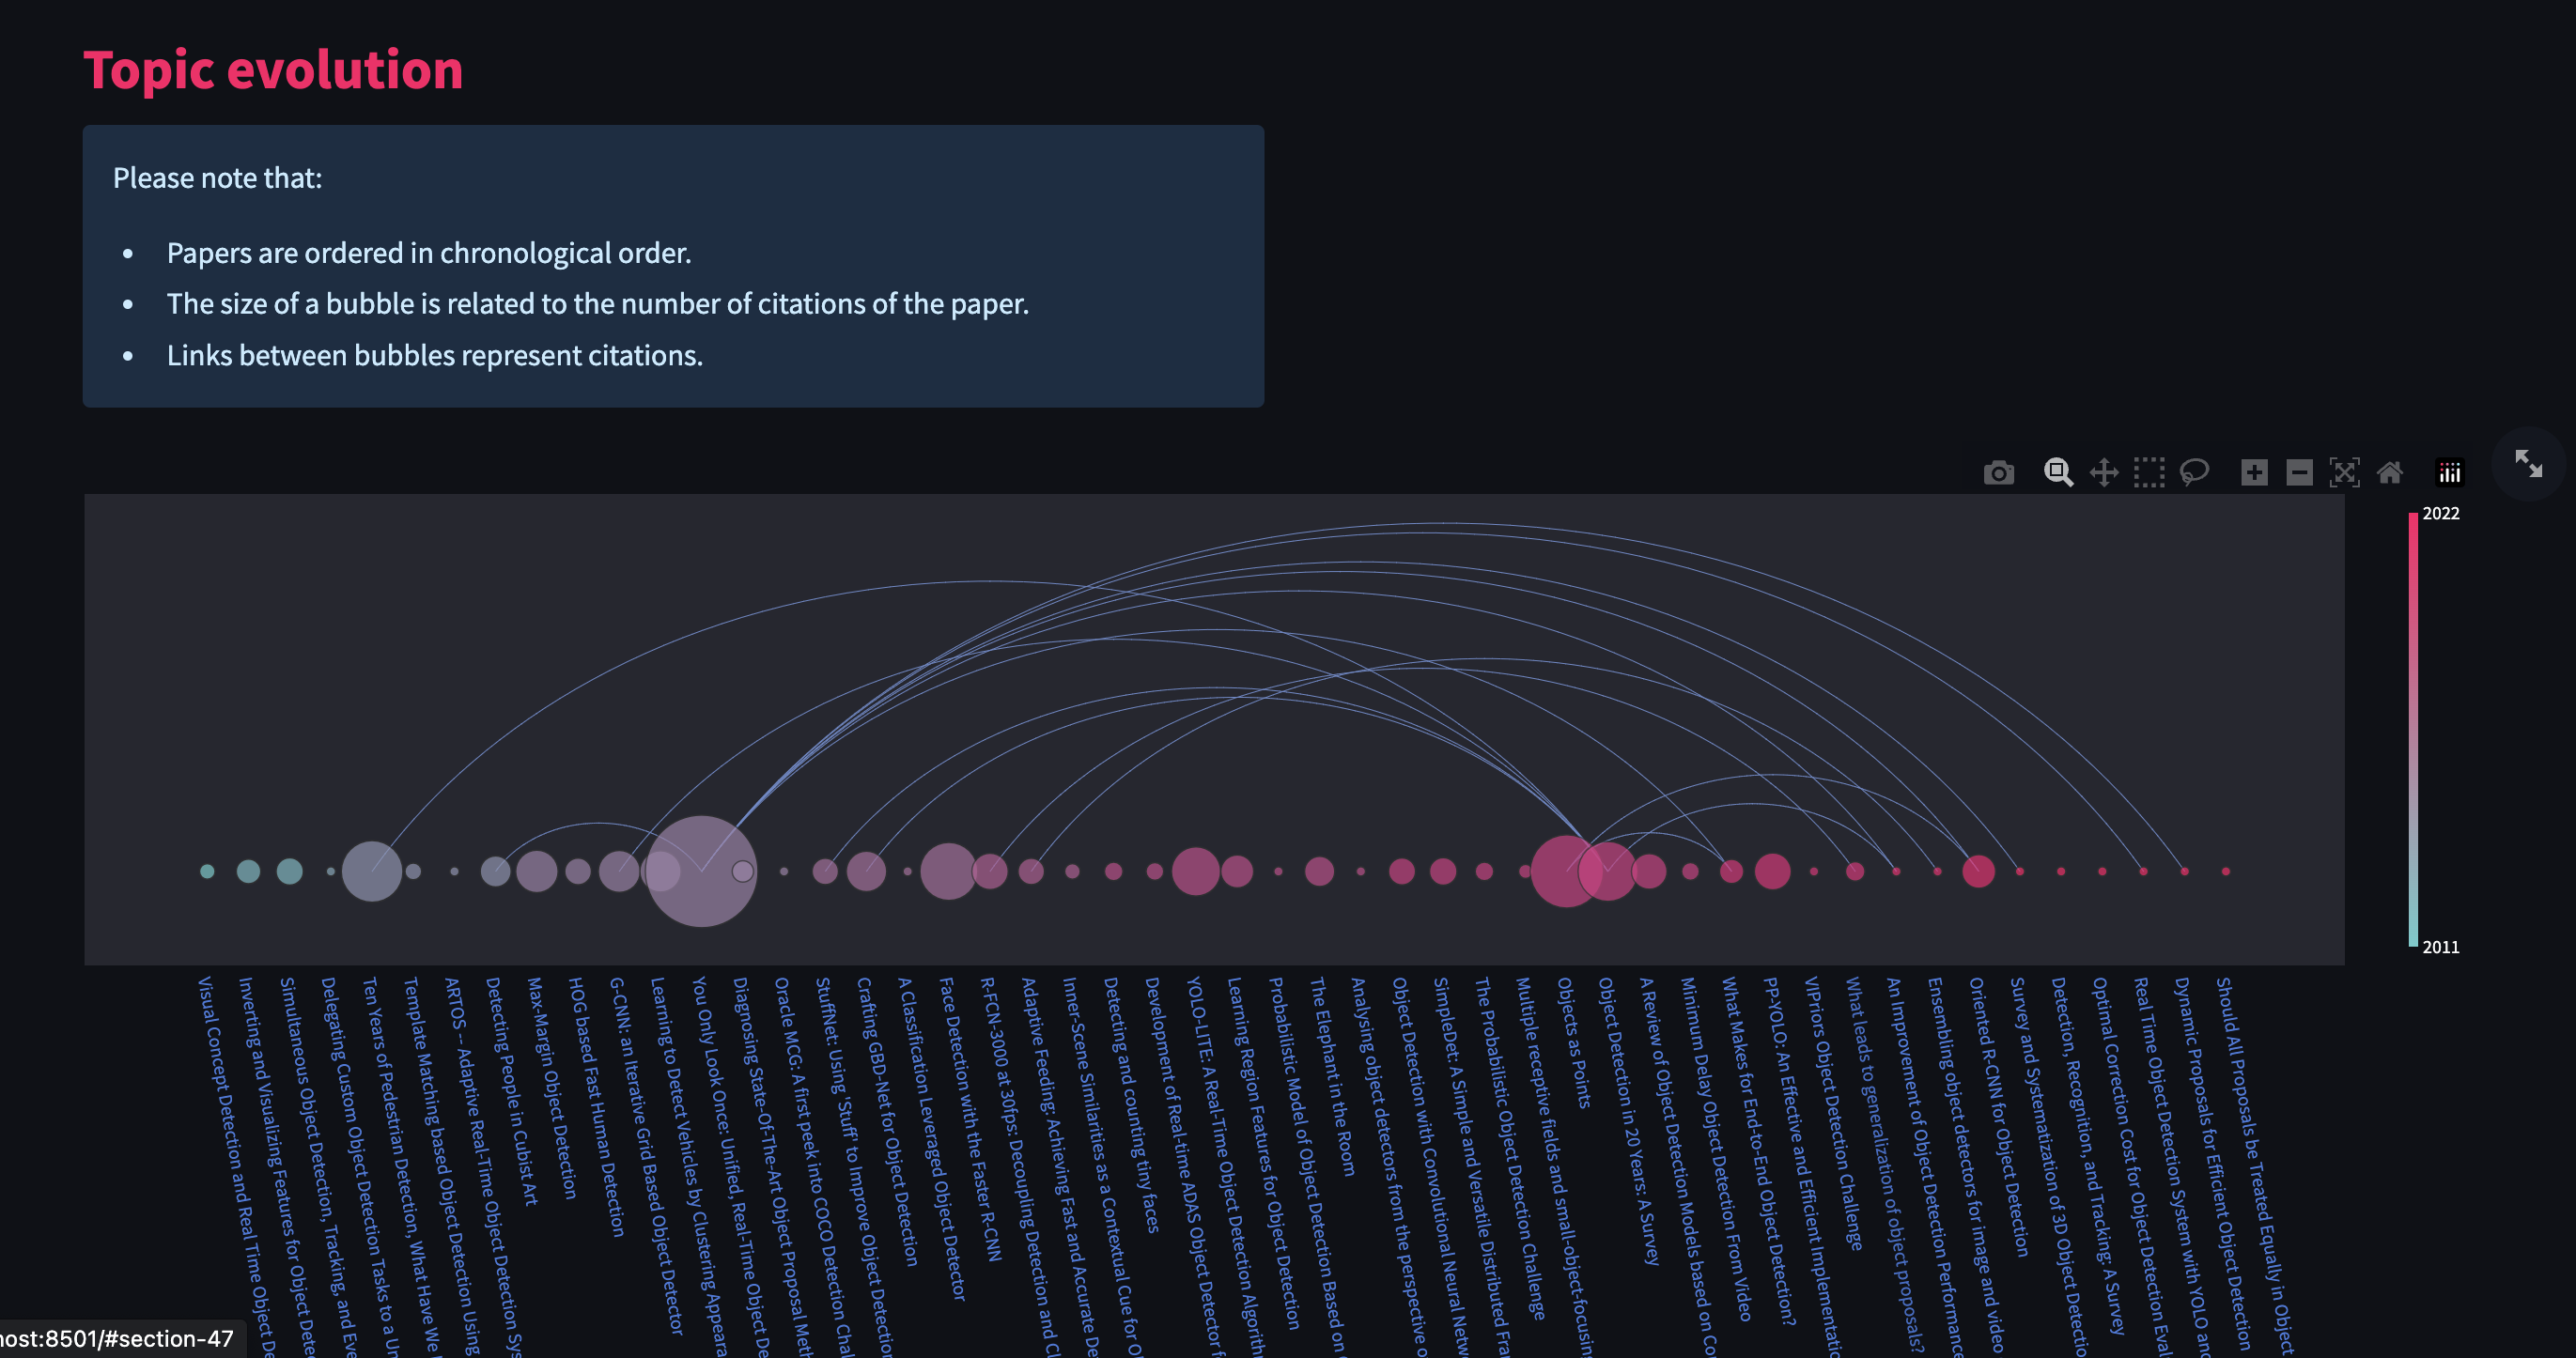 Topic evolution
Please note that:
Papers are ordered in chronological order.
The size of a bubble is related to the number of citations of the paper.
Links between bubbles represent citations.
2022
2011
Visual Concept Detection and Real Time Object De
Inverting and Visualizing Features for Object Detec
Simultaneous Object Detection, Tracking, and Eve
Delegating Custom Object Detection Tasks to a Un
Ten Years of Pedestrian Detection, What Have We
Template Matching based Object Detection Using
ARTOS -- Adaptive Real-Time Object Detection Sys
Detecting People in Cubist Art
Max-Margin Object Detection
HOG based Fast Human Detection
G-CNN: an Iterative Grid Based Object Detector
Learning to Detect Vehicles by Clustering Appeara
You Only Look Once: Unified, Real-Time Object De
Diagnosing State-Of-The-Art Object Proposal Meth
Oracle MCG: A first peek into COCO Detection Chal
StuffNet: Using 'Stuff' to Improve Object Detection
Crafting GBD-Net for Object Detection
A Classification Leveraged Object Detector
Face Detection with the Faster R-CNN
R-FCN-3000 at 30fps: Decoupling Detection and Cl
Adaptive Feeding: Achieving Fast and Accurate De
Inner-Scene Similarities as a Contextual Cue for O
Detecting and counting tiny faces
Development of Real-time ADAS Object Detector f
YOLO-LITE: A Real-Time Object Detection Algorith
Learning Region Features for Object Detection
Probabilistic Model of Object Detection Based on
The Elephant in the Room
Analysing object detectors from the perspective o
Object Detection with Convolutional Neural Netw
SimpleDet: A Simple and Versatile Distributed Fra
The Probabilistic Object Detection Challenge
Multiple receptive fields and small-object-focusing
Objects as Points
Object Detection in 20 Years: A Survey
A Review of Object Detection Models based on Co
Minimum Delay Object Detection From Video
What Makes for End-to-End Object Detection?
PP-YOLO: An Effective and Efficient Implementatio
VIPriors Object Detection Challenge
What leads to generalization of object proposals?
An Improvement of Object Detection Performance
Ensembling object detectors for image and video
Oriented R-CNN for Object Detection
Survey and Systematization of 3D Object Detectio
Detection, Recognition, and Tracking: A Survey
Optimal Correction Cost for Object Detection Eval
Real Time Object Detection System with YOLO and
Dynamic Proposals for Efficient Object Detection
Should All Proposals be Treated Equally in Object
host:8501/#section-47